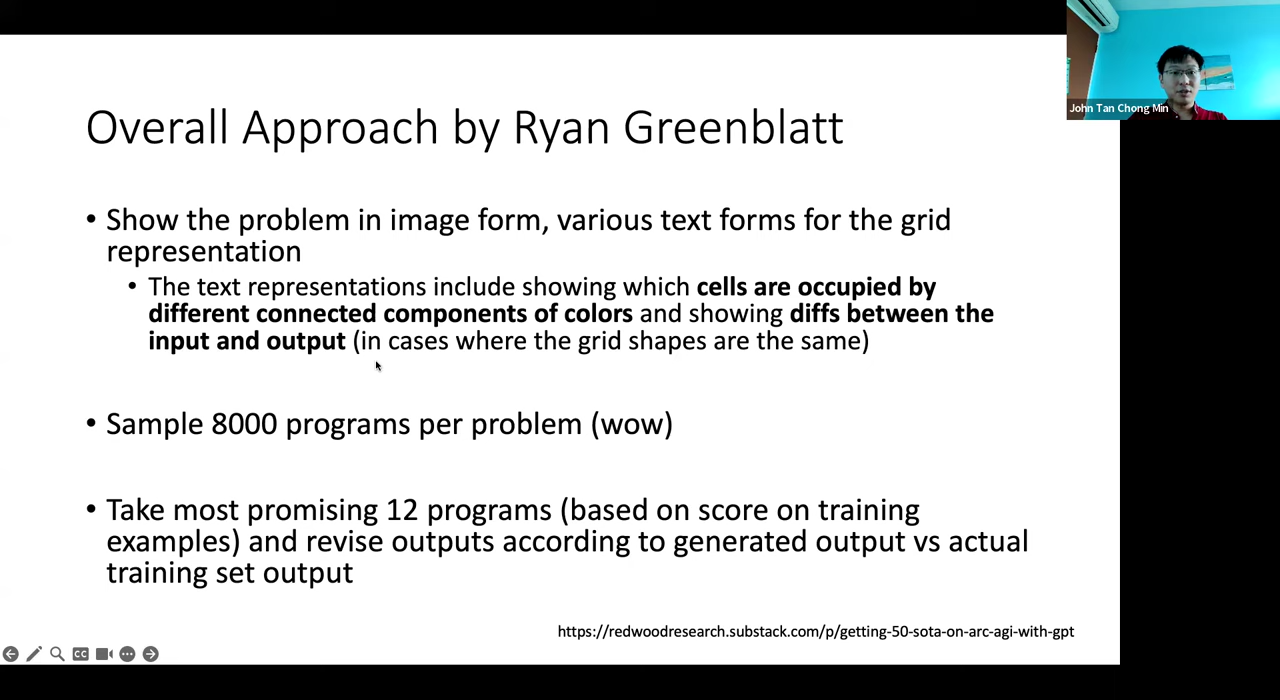 John Tan Chong Min
Overall Approach by Ryan Greenblatt
• Show the problem in image form, various text forms for the grid
representation
• The text representations include showing which cells are occupied by
different connected components of colors and showing diffs between the
input and output (in cases where the grid shapes are the same)
• Sample 8000 programs per problem (wow)
• Take most promising 12 programs (based on score on training
examples) and revise outputs according to generated output vs actual
training set output
https://redwoodresearch.substack.com/p/getting-50-sota-on-arc-agi-with-gpt
CC